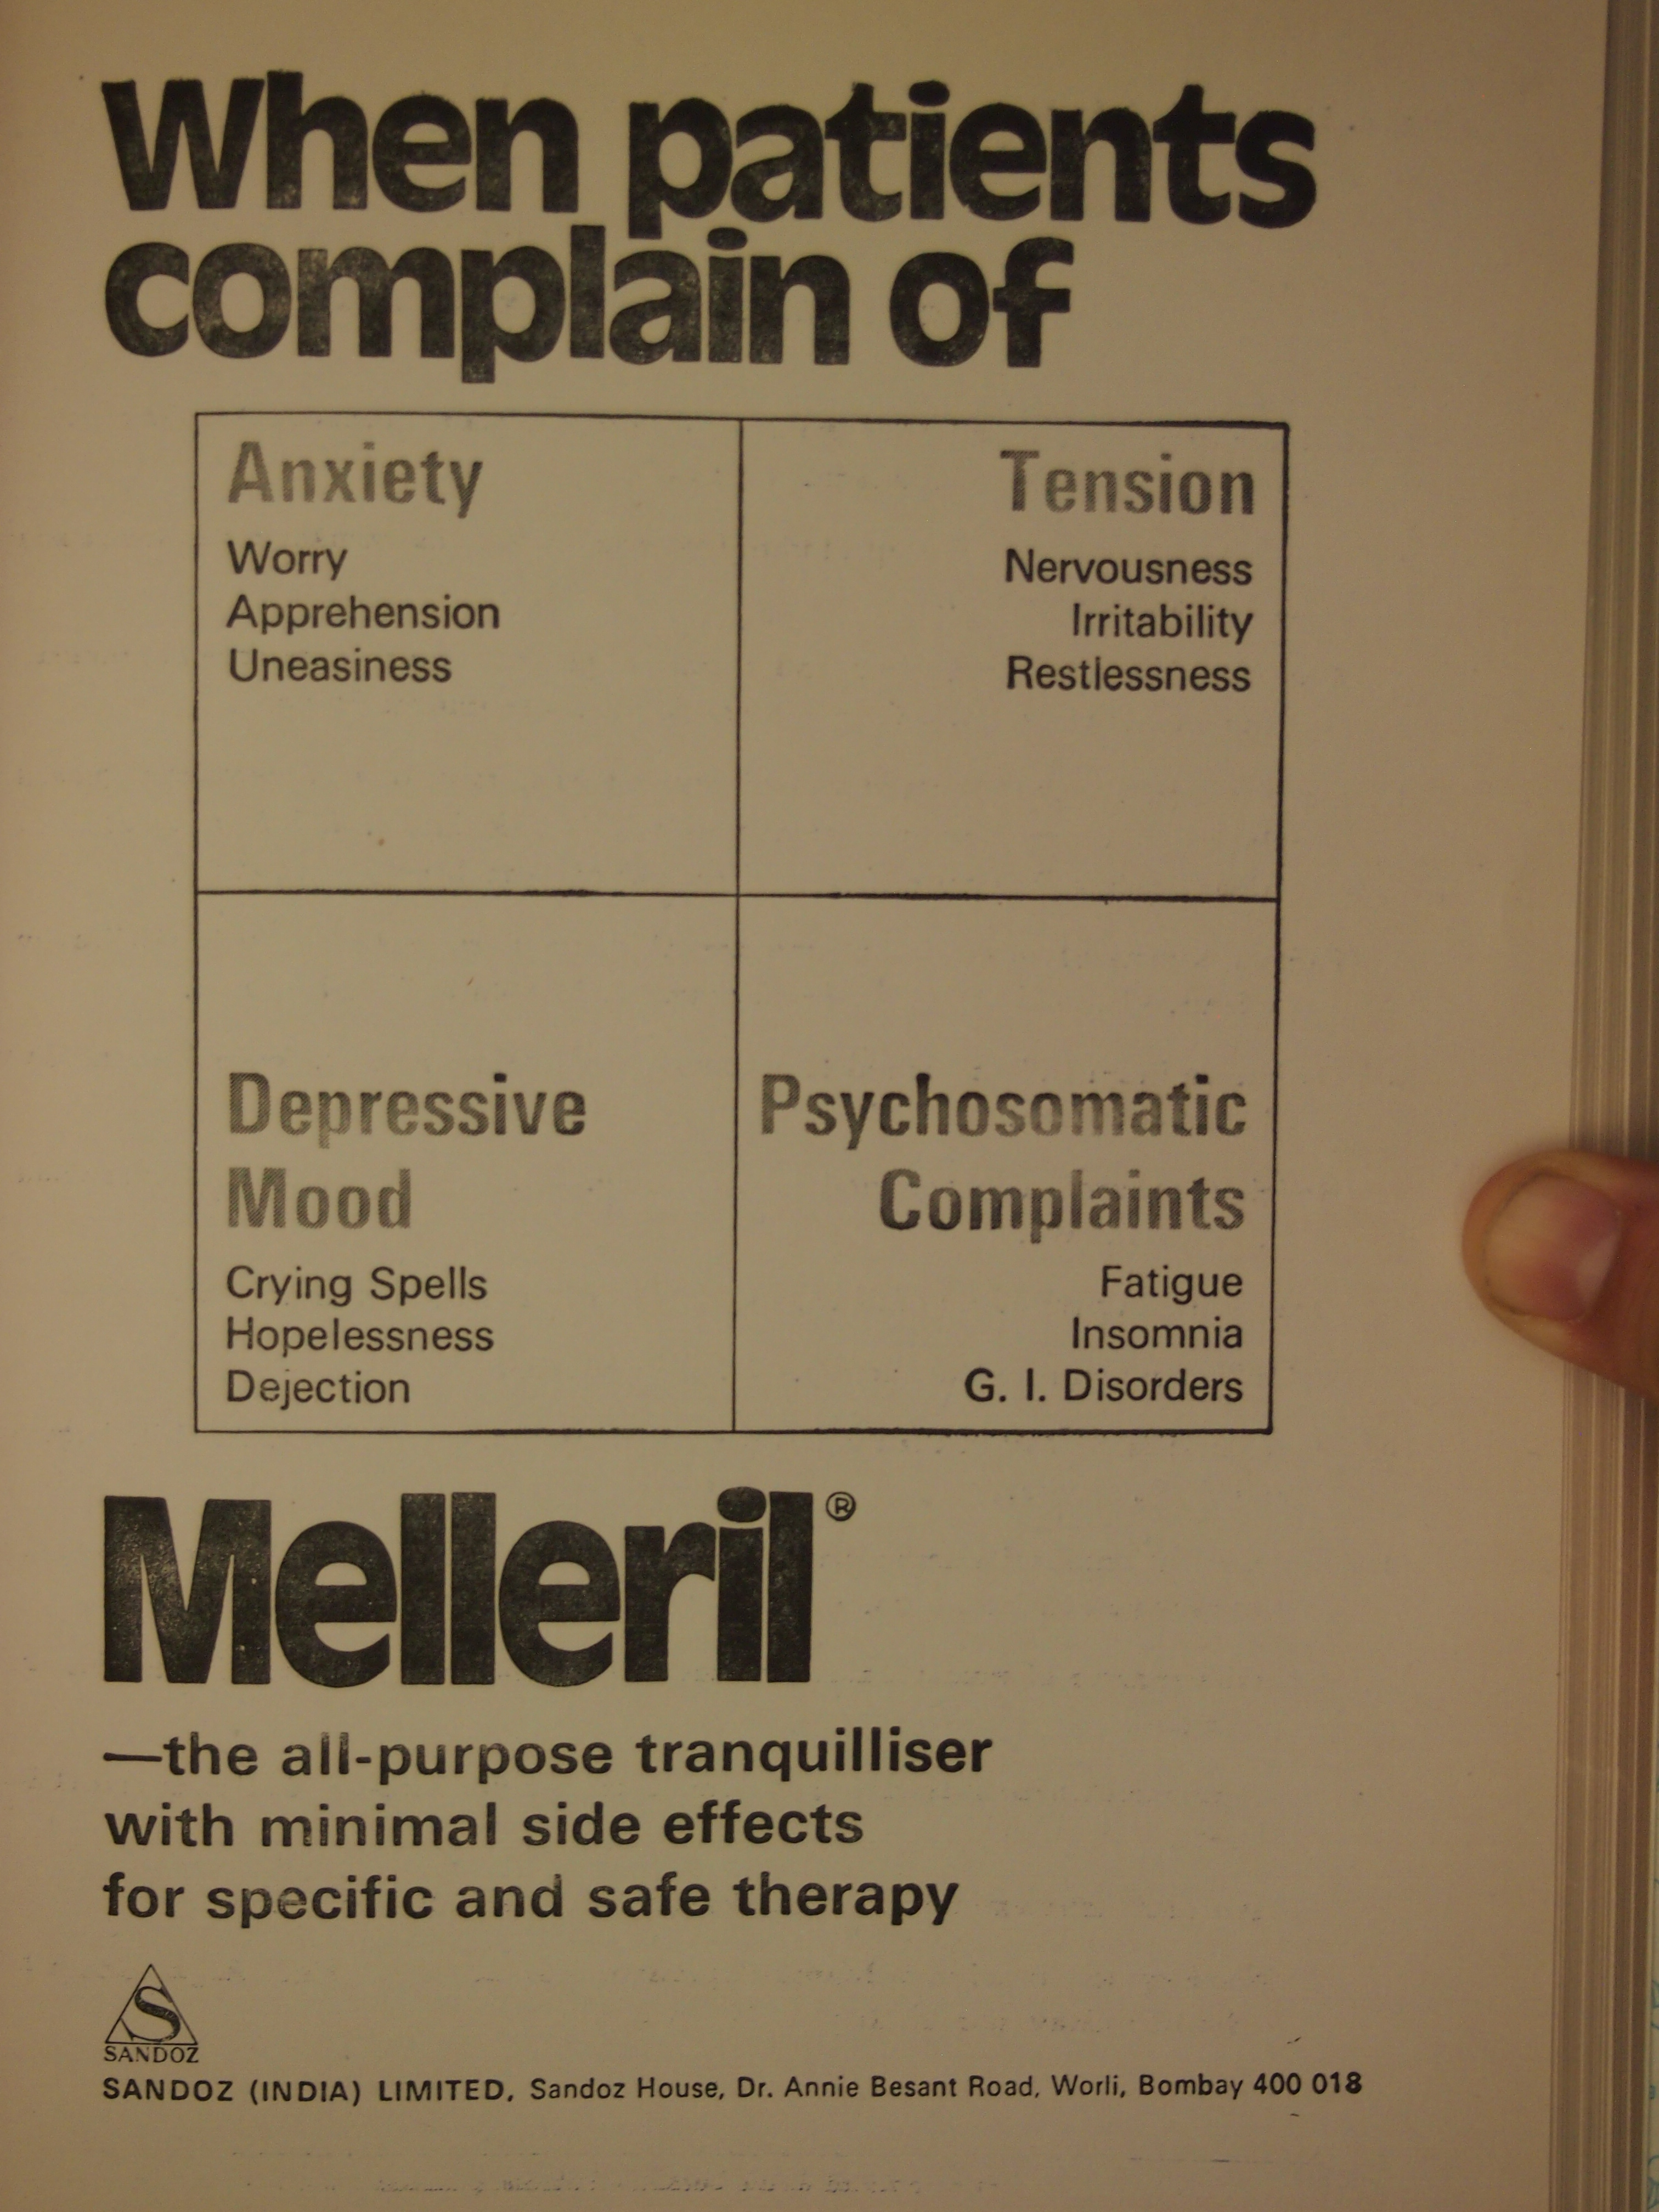 When patients
complain of
Anxiety
Worry
Apprehension
Uneasiness
Tension
Nervousness
Irritability
Restlessness
Depressive
Mood
Crying Spells
Hopelessness
Dejection
Psychosomatic
Complaints
Fatigue
Insomnia
G. I. Disorders
Melleril®
—the all-purpose tranquilliser
with minimal side effects
for specific and safe therapy
S
SANDOZ
SANDOZ (INDIA) LIMITED, Sandoz House, Dr. Annie Besant Road, Worli, Bombay 400 018